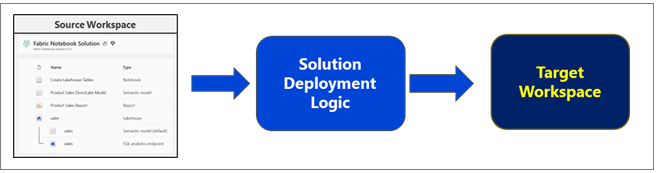 Source Workspace
Fabric Notebook Solution
Name Type
Create Lakehouse Tables Notebook
Product Sales DirectLake Model Semantic model
Product Sales Report Report
sales Lakehouse
sales Semantic model (default)
sales SQL analytics endpoint
Solution
Deployment
Logic
Target
Workspace